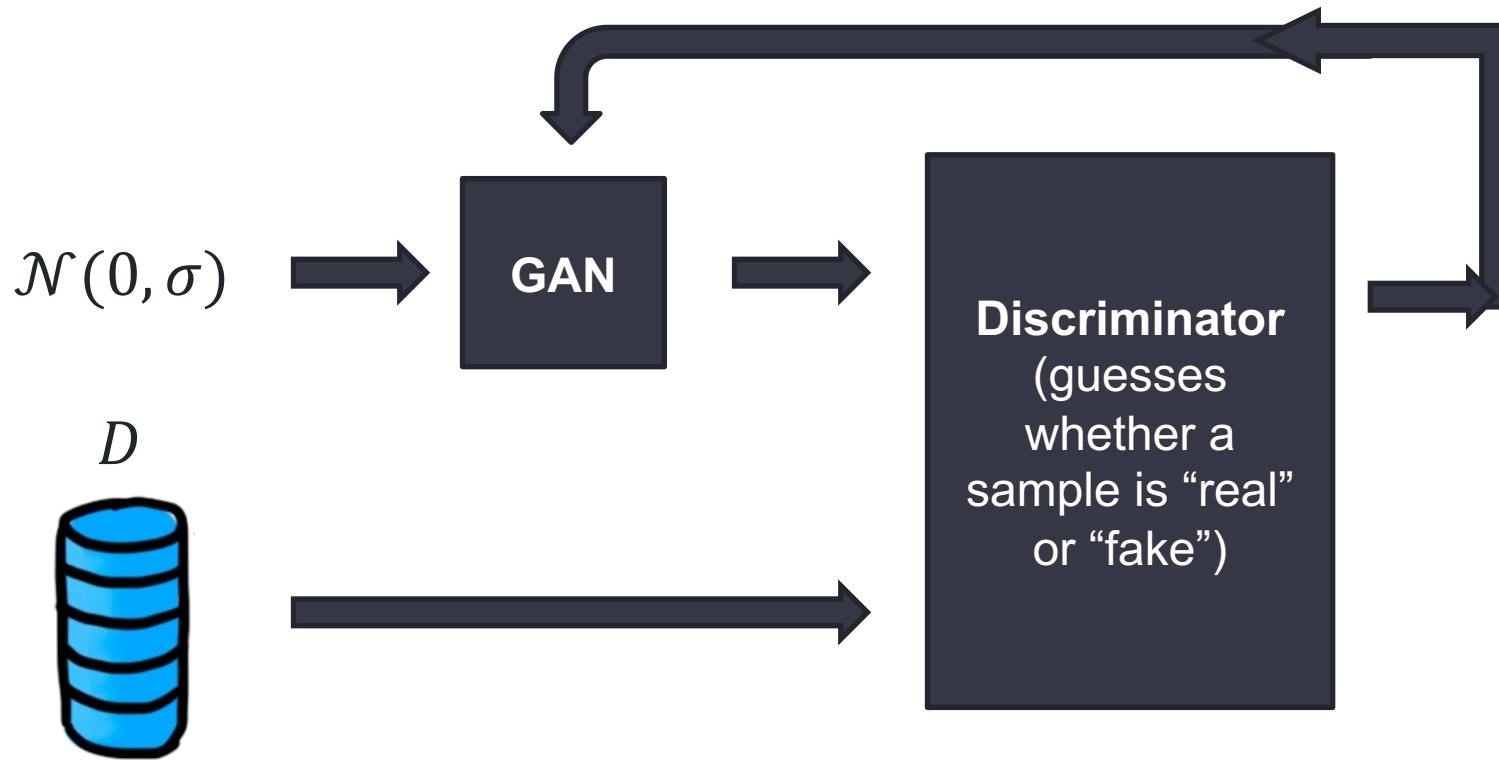 𝒩(0, σ)
GAN
D
Discriminator
(guesses
whether a
sample is “real”
or “fake”)